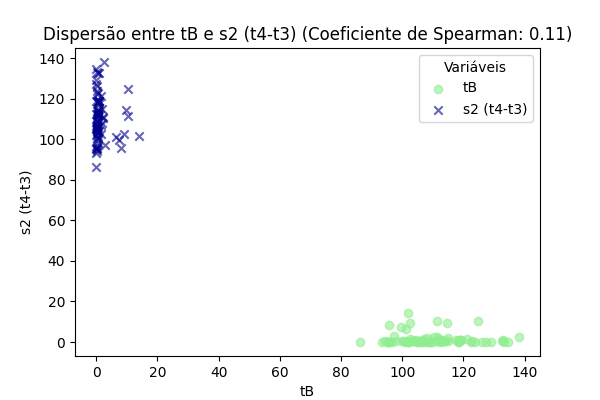 Dispersão entre tB e s2 (t4-t3) (Coeficiente de Spearman: 0.11)
140
120
100
80
60
40
20
0
s2 (t4-t3)
Variáveis
tB
s2 (t4-t3)
0 20 40 60 80 100 120 140
tB